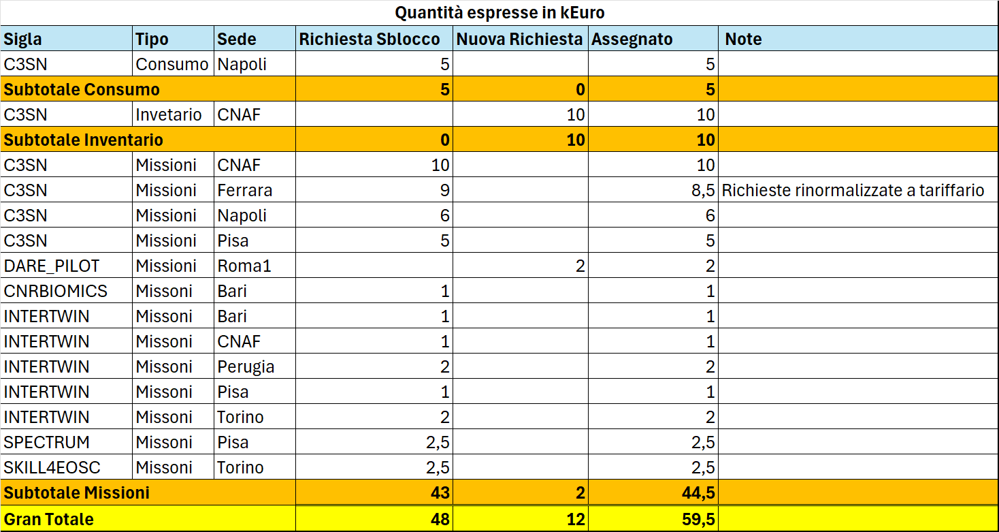 Quantità espresse in kEuro
Sigla Tipo Sede Richiesta Sblocco Nuova Richiesta Assegnato Note
C3SN Consumo Napoli 5 5
Subtotale Consumo 5 0 5
C3SN Invetario CNAF 10 10
Subtotale Inventario 0 10 10
C3SN Missioni CNAF 10 10
C3SN Missioni Ferrara 9 8,5 Richieste rinormalizzate a tariffario
C3SN Missioni Napoli 6 6
C3SN Missioni Pisa 5 5
DARE_PILOT Missioni Roma1 2 2
CNRBIOMICS Missoni Bari 1 1
INTERTWIN Missoni Bari 1 1
INTERTWIN Missoni CNAF 1 1
INTERTWIN Missoni Perugia 2 2
INTERTWIN Missoni Pisa 1 1
INTERTWIN Missoni Torino 2 2
SPECTRUM Missoni Pisa 2,5 2,5
SKILL4EOSC Missoni Torino 2,5 2,5
Subtotale Missioni 43 2 44,5
Gran Totale 48 12 59,5